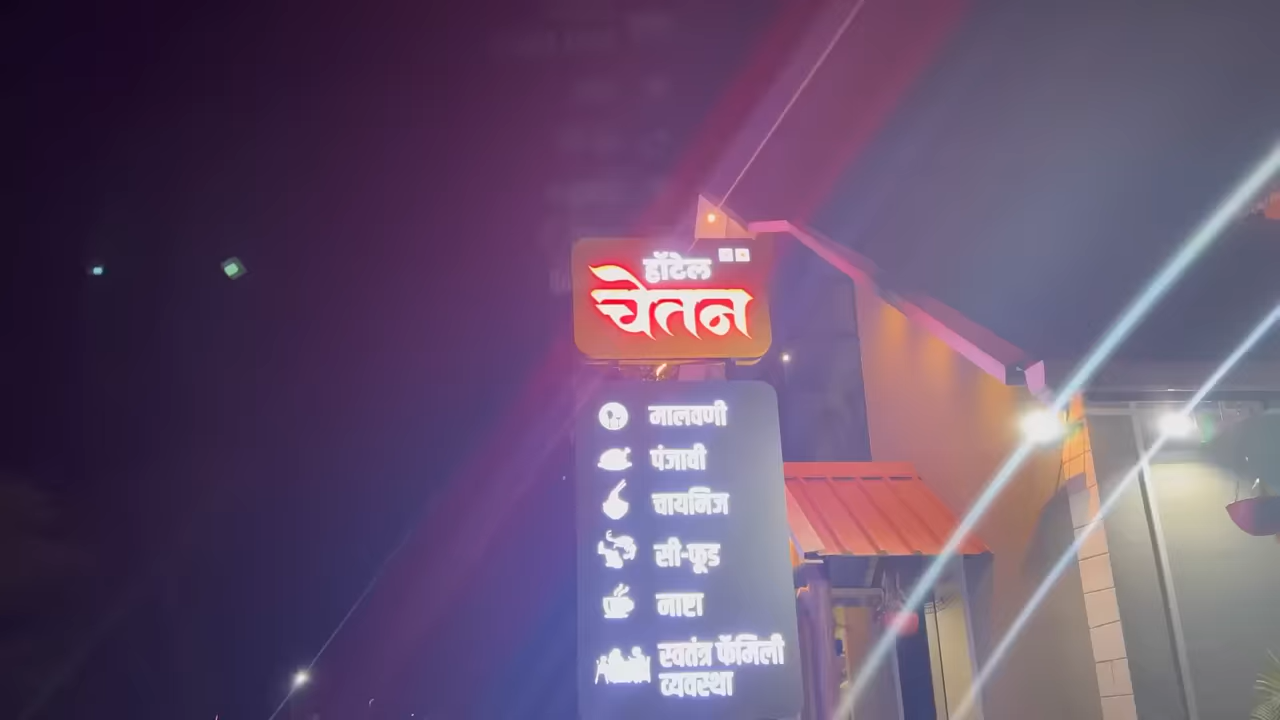 हॉटेल
चेतन
मालवणी
पंजाबी
चायनिज
सी-फूड
नाष्टा
स्वतंत्र फॅमिली
व्यवस्था